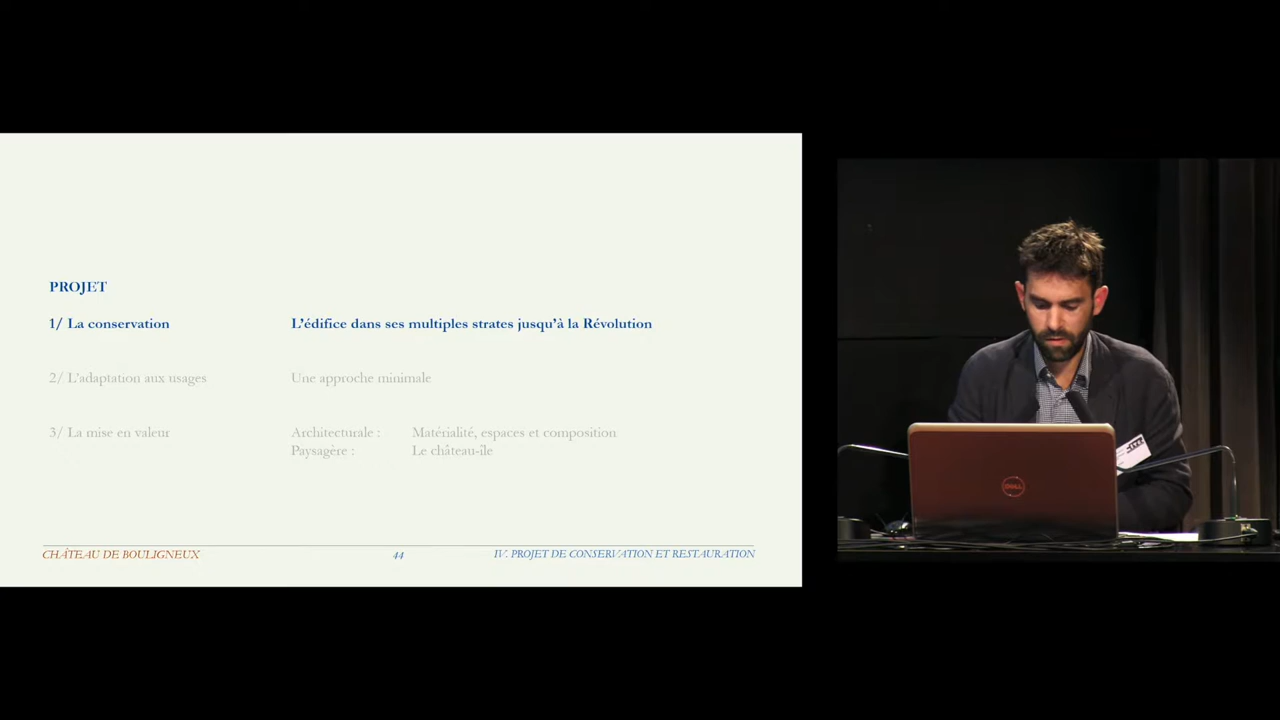 PROJET
1/ La conservation L'édifice dans ses multiples strates jusqu'à la Révolution
2/ L'adaptation aux usages Une approche minimale
3/ La mise en valeur Architecturale : Matérialité, espaces et composition
Paysagère : Le château-île
CHÂTEAU DE BOULIGNEUX 44 IV. PROJET DE CONSERVATION ET RESTAURATION
DELL